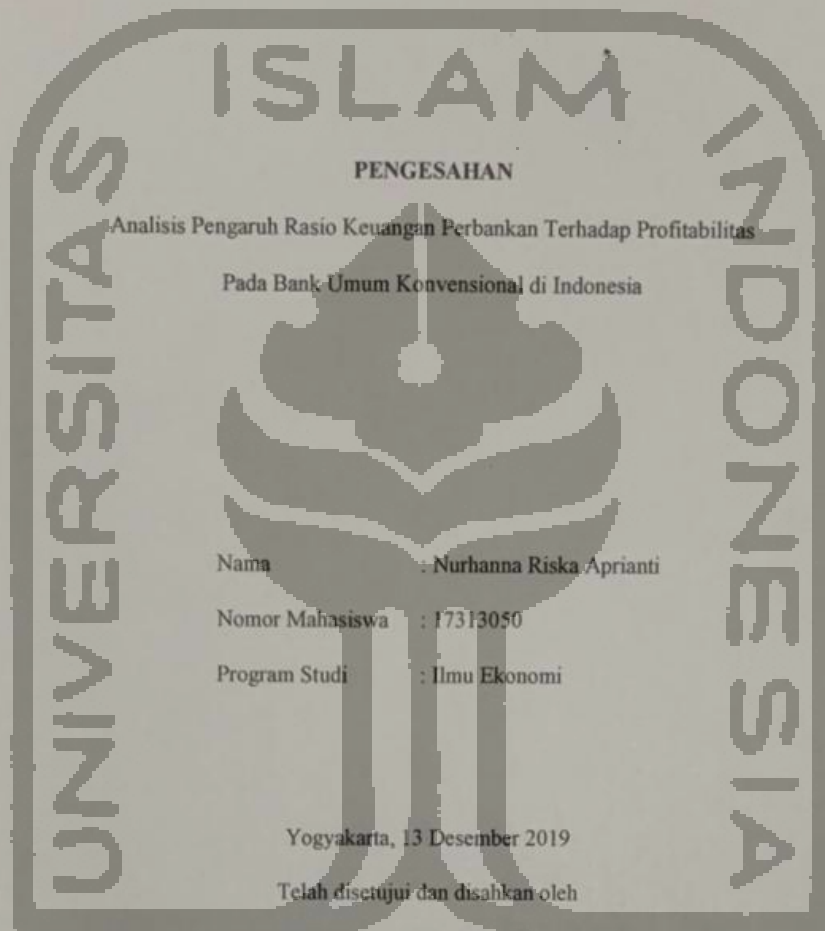 UNIVERSITAS ISLAM INDONESIA
PENGESAHAN
Analisis Pengaruh Rasio Keuangan Perbankan Terhadap Profitabilitas
Pada Bank Umum Konvensional di Indonesia
Nama : Nurhanna Riska Aprianti
Nomor Mahasiswa : 17313050
Program Studi : Ilmu Ekonomi
Yogyakarta, 13 Desember 2019
Telah disetujui dan disahkan oleh